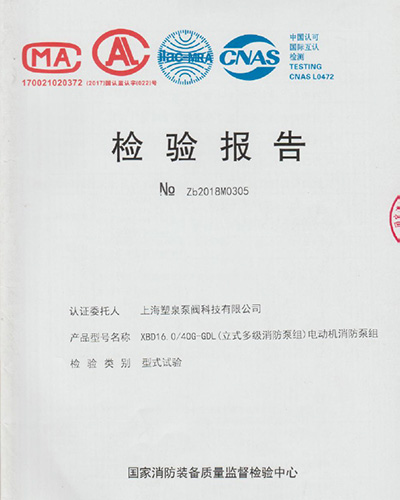 MA
AL
ilac-MRA
CNAS
中国认可
国际互认
检测
TESTING
CNAS L0472
170021020372
(2017)国认监认字(022)号
检验报告
№ Zb2018M0305
认证委托人 上海塑泉泵阀科技有限公司
产品型号名称 XBD16.0/40G-GDL(立式多级消防泵组)电动机消防泵组
检验类别 型式试验
国家消防装备质量监督检验中心